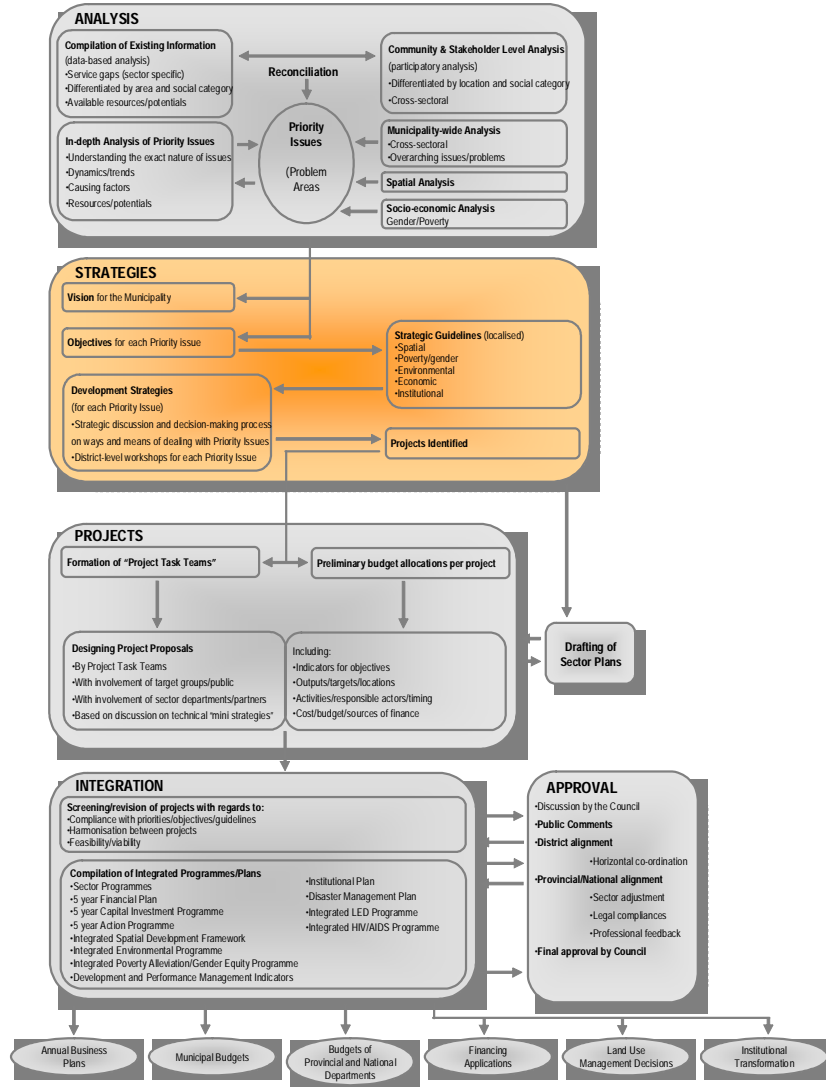 ANALYSIS
Compilation of Existing Information
(data-based analysis)
•Service gaps (sector specific)
•Differentiated by area and social category
•Available resources/potentials
Reconciliation
Community & Stakeholder Level Analysis
(participatory analysis)
•Differentiated by location and social category
•Cross-sectoral
In-depth Analysis of Priority Issues
•Understanding the exact nature of issues
•Dynamics/trends
•Causing factors
•Resources/potentials
Priority
Issues
(Problem
Areas
Municipality-wide Analysis
•Cross-sectoral
•Overarching issues/problems
Spatial Analysis
Socio-economic Analysis
Gender/Poverty
STRATEGIES
Vision for the Municipality
Objectives for each Priority issue
Strategic Guidelines (localised)
•Spatial
•Poverty/gender
•Environmental
•Economic
•Institutional
Development Strategies
(for each Priority Issue)
•Strategic discussion and decision-making process
on ways and means of dealing with Priority Issues
•District-level workshops for each Priority Issue
Projects Identified
PROJECTS
Formation of “Project Task Teams”
Preliminary budget allocations per project
Designing Project Proposals
•By Project Task Teams
•With involvement of target groups/public
•With involvement of sector departments/partners
•Based on discussion on technical “mini strategies”
Including:
•Indicators for objectives
•Outputs/targets/locations
•Activities/responsible actors/timing
•Cost/budget/sources of finance
Drafting of
Sector Plans
INTEGRATION
Screening/revision of projects with regards to:
•Compliance with priorities/objectives/guidelines
•Harmonisation between projects
•Feasibility/viability
Compilation of Integrated Programmes/Plans
•Sector Programmes
•5 year Financial Plan
•5 year Capital Investment Programme
•5 year Action Programme
•Integrated Spatial Development Framework
•Integrated Environmental Programme
•Integrated Poverty Alleviation/Gender Equity Programme
•Development and Performance Management Indicators
•Institutional Plan
•Disaster Management Plan
•Integrated LED Programme
•Integrated HIV/AIDS Programme
APPROVAL
•Discussion by the Council
•Public Comments
•District alignment
•Horizontal co-ordination
•Provincial/National alignment
•Sector adjustment
•Legal compliances
•Professional feedback
•Final approval by Council
Annual Business
Plans
Municipal Budgets
Budgets of
Provincial and National
Departments
Financing
Applications
Land Use
Management Decisions
Institutional
Transformation